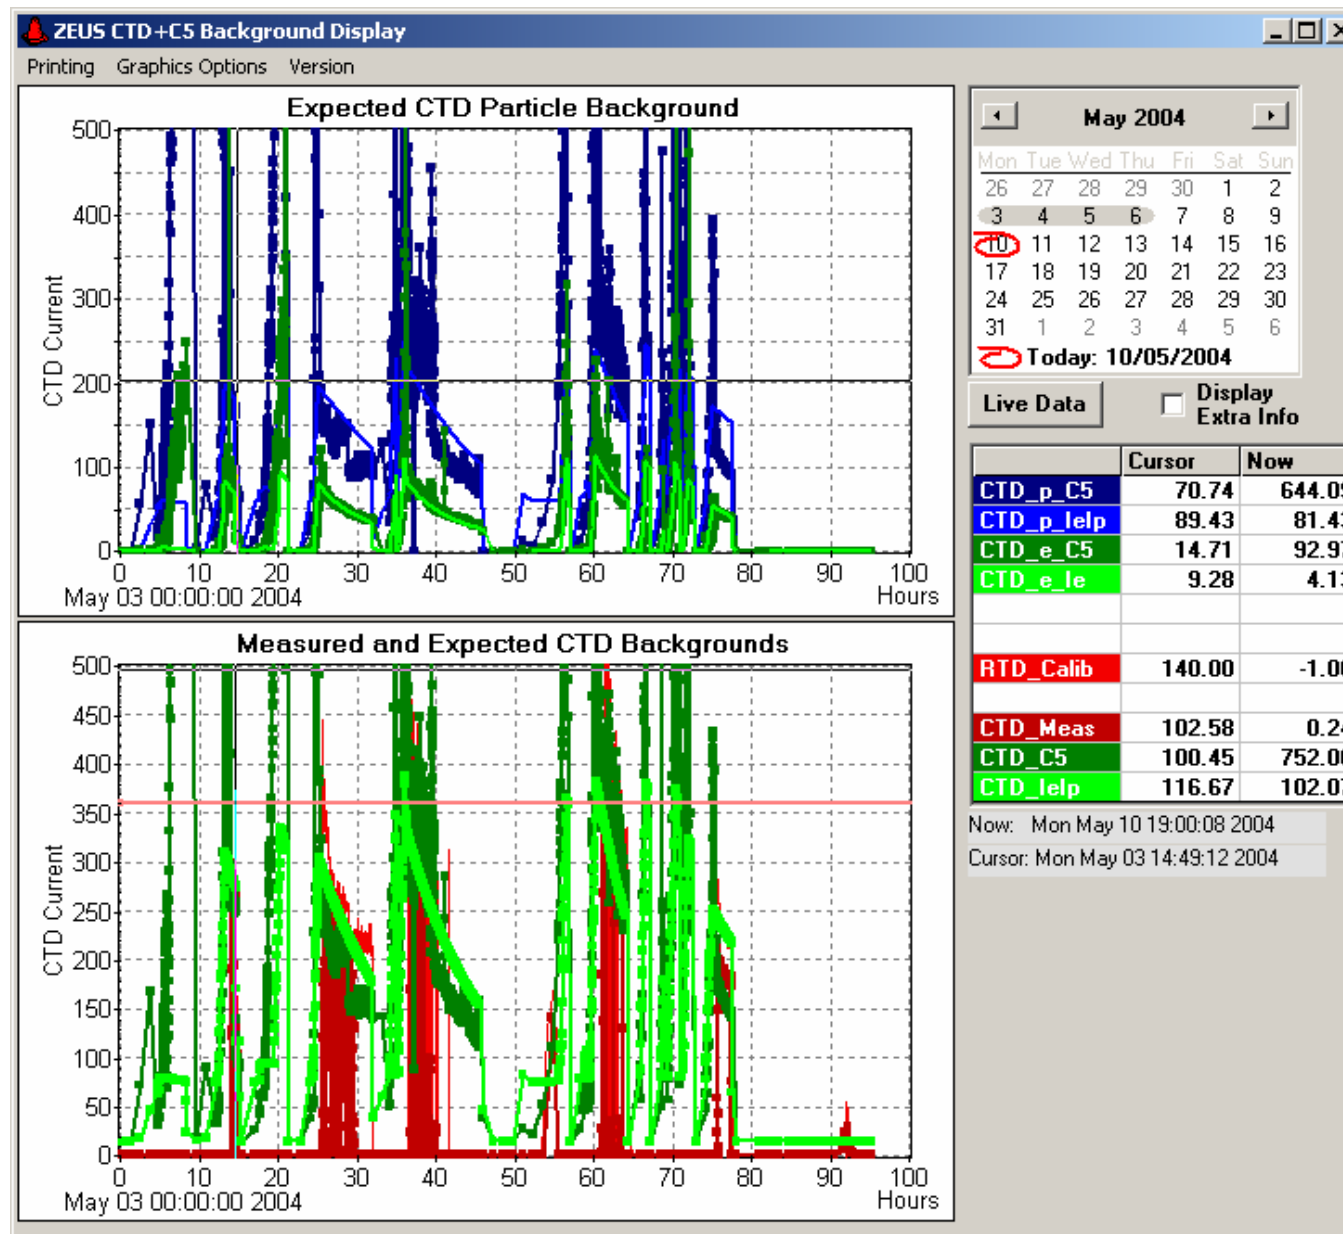 ZEUS CTD+C5 Background Display
Printing Graphics Options Version
Expected CTD Particle Background
500
400
300
200
100
0
CTD Current
0 10 20 30 40 50 60 70 80 90 100
May 03 00:00:00 2004 Hours
Measured and Expected CTD Backgrounds
500
450
400
350
300
250
200
150
100
50
0
CTD Current
0 10 20 30 40 50 60 70 80 90 100
May 03 00:00:00 2004 Hours
May 2004
Mon Tue Wed Thu Fri Sat Sun
26 27 28 29 30 1 2
3 4 5 6 7 8 9
10 11 12 13 14 15 16
17 18 19 20 21 22 23
24 25 26 27 28 29 30
31 1 2 3 4 5 6
Today: 10/05/2004
Live Data
Display
Extra Info
Cursor Now
CTD_p_C5 70.74
CTD_p_IeIp 89.43
CTD_e_C5 14.71
CTD_e_Ie 9.28
RTD_Calib 140.00
CTD_Meas 102.58
CTD_C5 100.45
CTD_IeIp 116.67
Now: Mon May 10 19:00:08 2004
Cursor: Mon May 03 14:49:12 2004